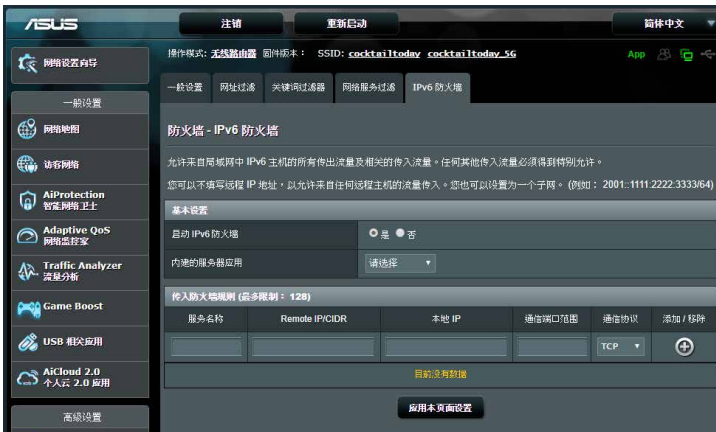 ASUS 注销 重新启动 简体中文
操作模式: 无线路由器 固件版本: SSID: cocktailtoday cocktailtoday_5G App
网络设置向导
一般设置
网络地图
访客网络
AiProtection
智能网络卫士
Adaptive QoS
网络监控家
Traffic Analyzer
流量分析
Game Boost
USB 相关应用
AiCloud 2.0
个人云 2.0 应用
高级设置
一般设置 网址过滤 关键词过滤器 网络服务过滤 IPv6 防火墙
防火墙 - IPv6 防火墙
允许来自局域网中 IPv6 主机的所有传出流量及相关的传入流量。任何其他传入流量必须得到特别允许。
您可以不填写远程 IP 地址,以允许来自任何远程主机的流量传入。您也可以设置为一个子网。(例如: 2001::1111:2222:3333/64)
基本设置
启动 IPv6 防火墙 是 否
内建的服务器应用 请选择
传入防火墙规则 (最多限制: 128)
服务名称 Remote IP/CIDR 本地 IP 通信端口范围 通信协议 添加 / 移除
TCP
目前没有数据
应用本页面设置